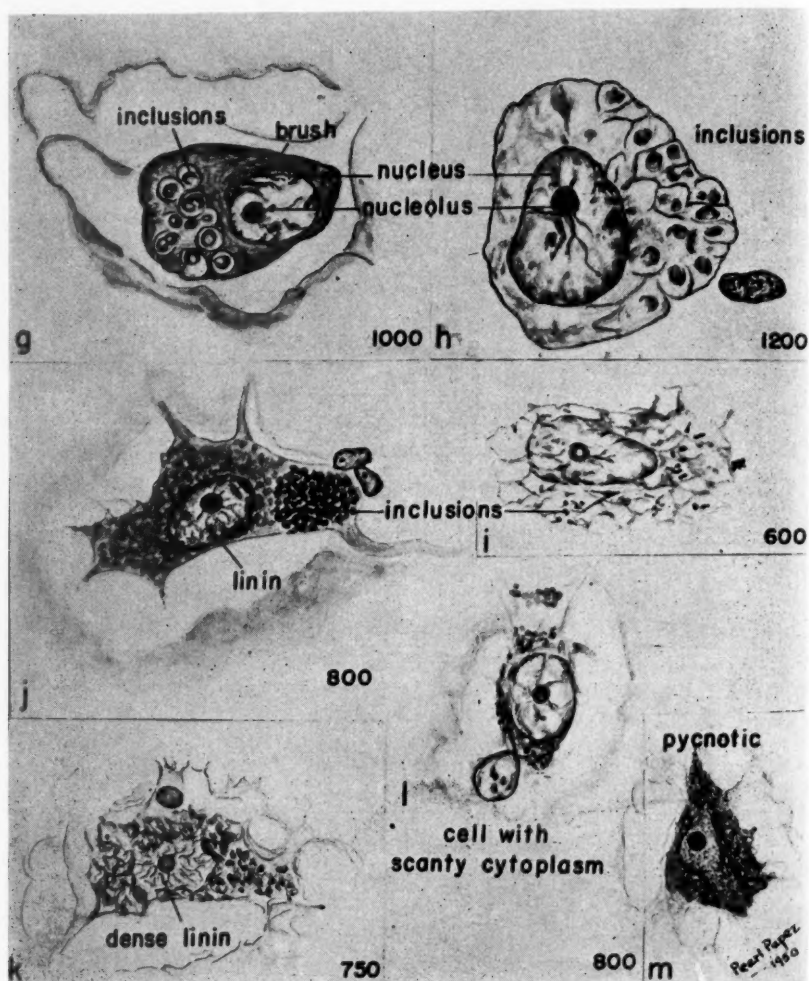 inclusions
brush
nucleus
nucleolus
g
1000
inclusions
h
1200
inclusions
linin
j
800
i
600
dense linin
k
750
l
cell with
scanty cytoplasm
800
pycnotic
m
Pearl Papez
1950